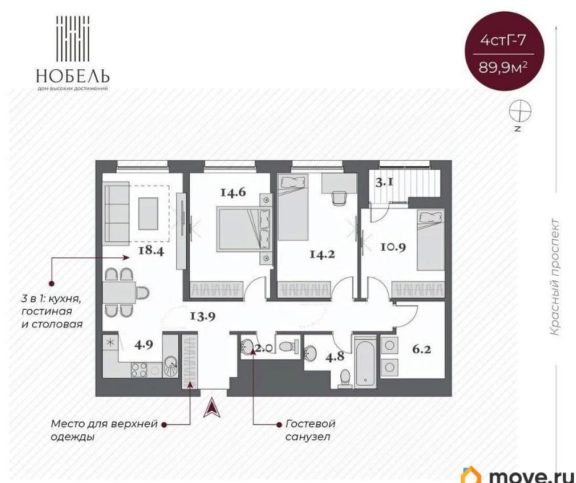 НОБЕЛЬ
дом высоких достижений
4стГ-7
89,9м²
N
Красный проспект
14.6
3.1
18.4
14.2
10.9
3 в 1: кухня,
гостиная
и столовая
13.9
4.9
2.0
4.8
6.2
Место для верхней
одежды
Гостевой
санузел
move.ru